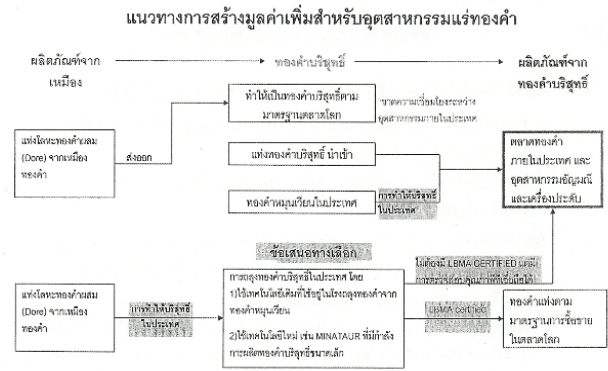 แนวทางการสร้างมูลค่าเพิ่มสำหรับอุตสาหกรรมแร่ทองคำ
ผลิตภัณฑ์จาก
เหมือง
ทองคำบริสุทธิ์
ผลิตภัณฑ์จาก
ทองคำบริสุทธิ์
ทำให้เป็นทองคำบริสุทธิ์ตาม
มาตรฐานตลาดโลก
"ขาดความเชื่อมโยงระหว่าง
อุตสาหกรรมภายในประเทศ
แท่งโลหะทองคำผสม
(Dore) จากเหมือง
ทองคำ
ส่งออก
แท่งทองคำบริสุทธิ์ นำเข้า
ทองคำหมุนเวียนในประเทศ
การทำให้บริสุทธิ์
ในประเทศ
ตลาดทองคำ
ภายในประเทศ และ
อุตสาหกรรมอัญมณี
และเครื่องประดับ
ข้อเสนอทางเลือก
ไม่ต้องมี LBMA CERTIFIED
แท่งโลหะทองคำผสม
(Dore) จากเหมือง
ทองคำ
การทำให้บริสุทธิ์
ในประเทศ
การถลุงทองคำบริสุทธิ์ในประเทศ โดย
1)ใช้เทคโนโลยีเดิมที่ใช้อยู่ในโรงถลุงทองคำจาก
ทองคำหมุนเวียน
2)ใช้เทคโนโลยีใหม่ เช่น MINATAUR ที่มีกำลัง
การผลิตทองคำบริสุทธิ์ขนาดเล็ก
LBMA certified
ทองคำแท่งตาม
มาตรฐานการซื้อขาย
ในตลาดโลก